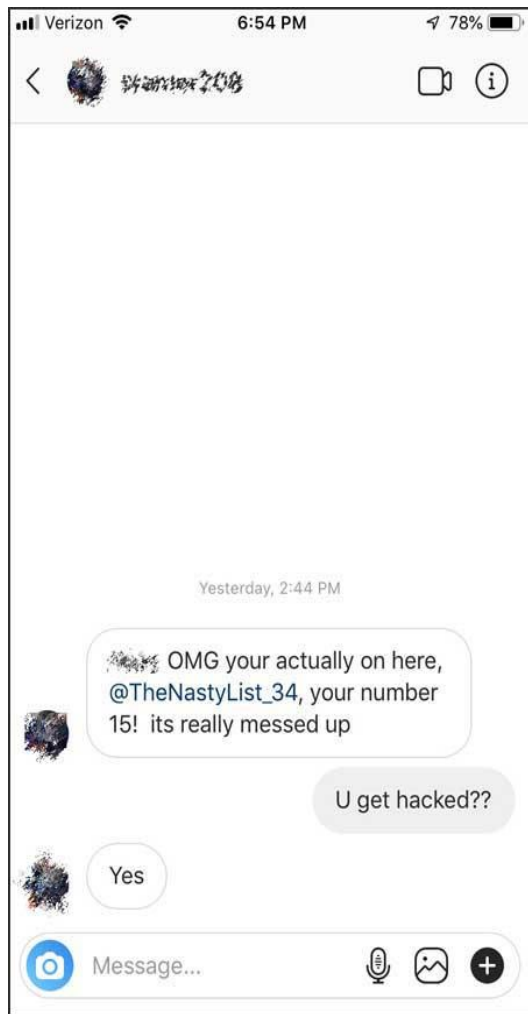 Verizon 6:54 PM 78%
Yesterday, 2:44 PM
OMG your actually on here,
@TheNastyList_34, your number
15! its really messed up
U get hacked??
Yes
Message...